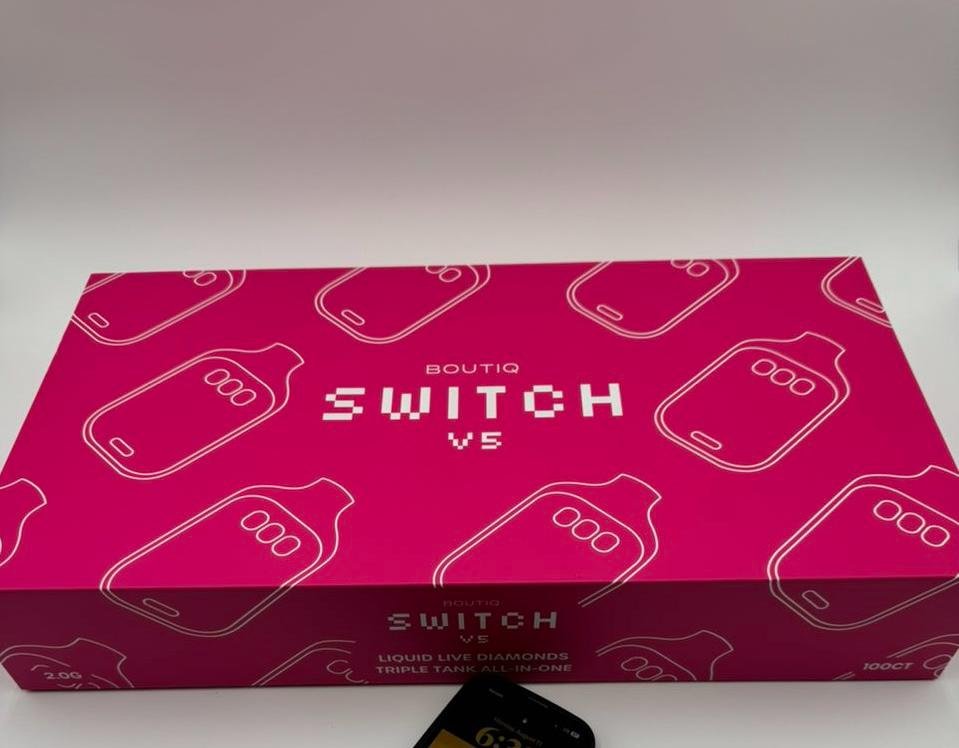 BOUTIQ
SWITCH
V5
BOUTIQ
SWITCH
V5
LIQUID LIVE DIAMONDS
TRIPLE TANK ALL-IN-ONE
2.0G
100CT